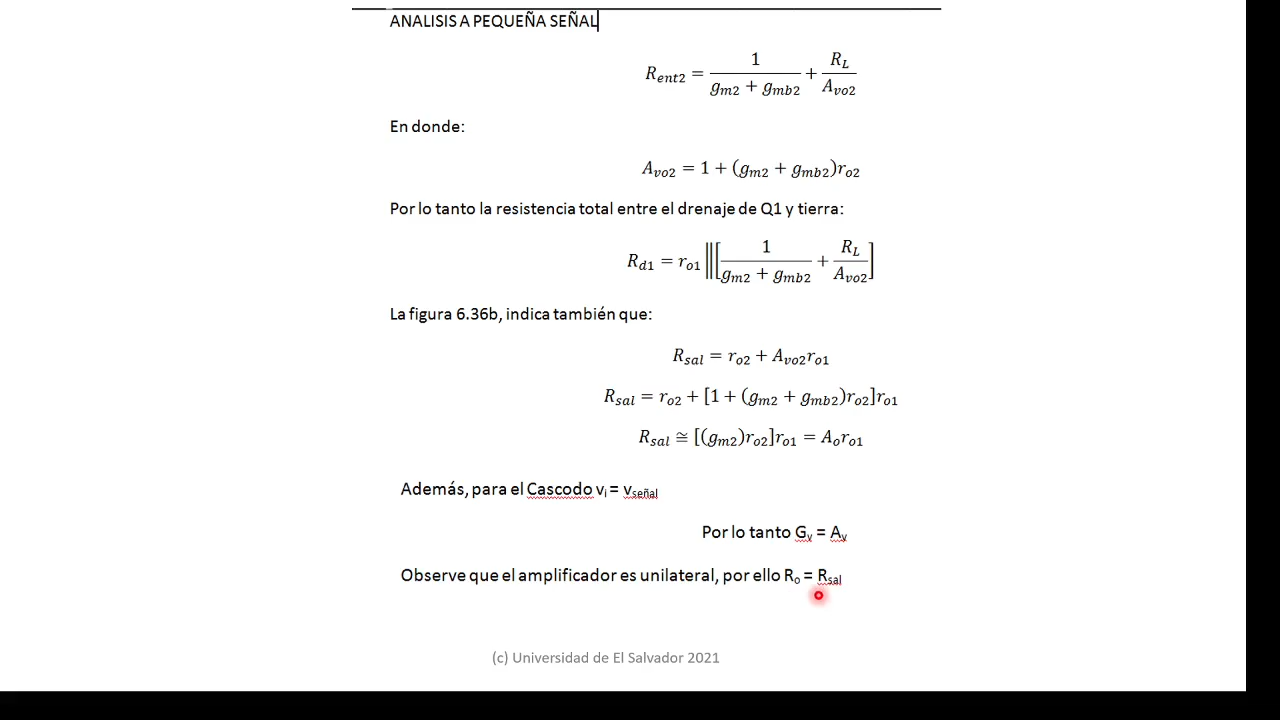 ANALISIS A PEQUEÑA SEÑAL
R_ent2 = 1/(g_m2 + g_mb2) + R_L/A_vo2
En donde:
A_vo2 = 1 + (g_m2 + g_mb2)r_o2
Por lo tanto la resistencia total entre el drenaje de Q1 y tierra:
R_d1 = r_o1 ||[1/(g_m2 + g_mb2) + R_L/A_vo2]
La figura 6.36b, indica también que:
R_sal = r_o2 + A_vo2 r_o1
R_sal = r_o2 + [1 + (g_m2 + g_mb2)r_o2]r_o1
R_sal ≅ [(g_m2)r_o2]r_o1 = A_o r_o1
Además, para el Cascodo v_i = v_señal
Por lo tanto G_v = A_v
Observe que el amplificador es unilateral, por ello R_o = R_sal
(c) Universidad de El Salvador 2021